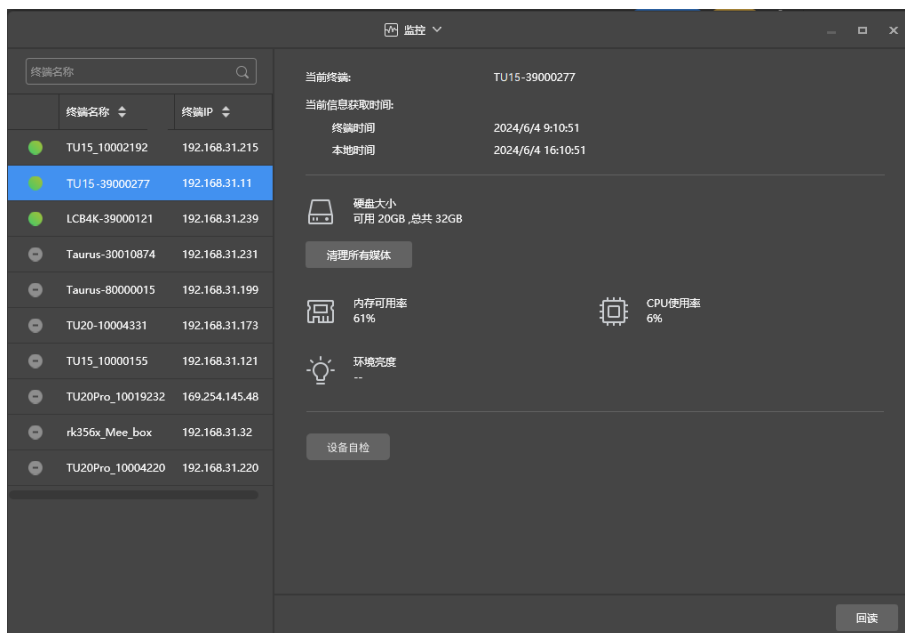 监控
终端名称
终端名称 终端IP
TU15_10002192 192.168.31.215
TU15-39000277 192.168.31.11
LCB4K-39000121 192.168.31.239
Taurus-30010874 192.168.31.231
Taurus-80000015 192.168.31.199
TU20-10004331 192.168.31.173
TU15_10000155 192.168.31.121
TU20Pro_10019232 169.254.145.48
rk356x_Mee_box 192.168.31.32
TU20Pro_10004220 192.168.31.220
当前终端: TU15-39000277
当前信息获取时间:
终端时间 2024/6/4 9:10:51
本地时间 2024/6/4 16:10:51
硬盘大小
可用 20GB ,总共 32GB
清理所有媒体
内存可用率
61%
CPU使用率
6%
环境亮度
--
设备自检
回读